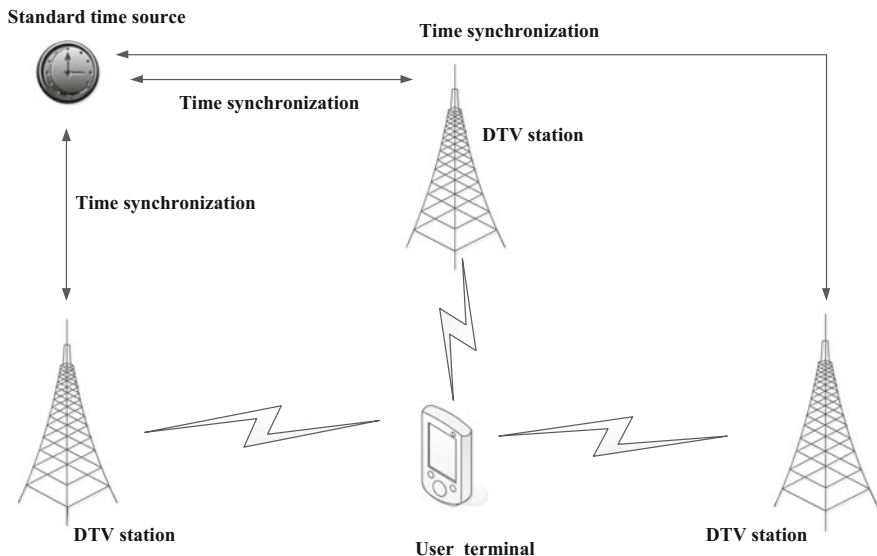 Standard time source
Time synchronization
Time synchronization
DTV station
Time synchronization
DTV station
User terminal
DTV station